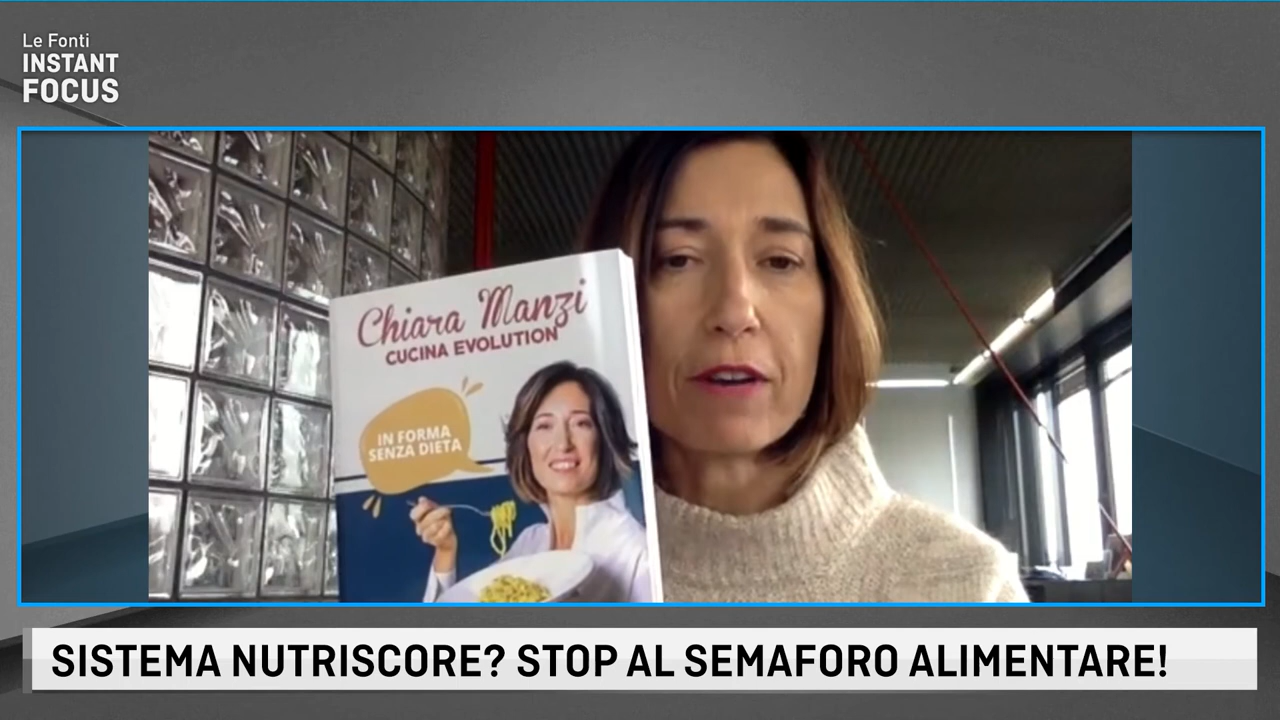 Le Fonti
INSTANT
FOCUS
Chiara Manzi
CUCINA EVOLUTION
IN FORMA
SENZA DIETA
SISTEMA NUTRISCORE? STOP AL SEMAFORO ALIMENTARE!